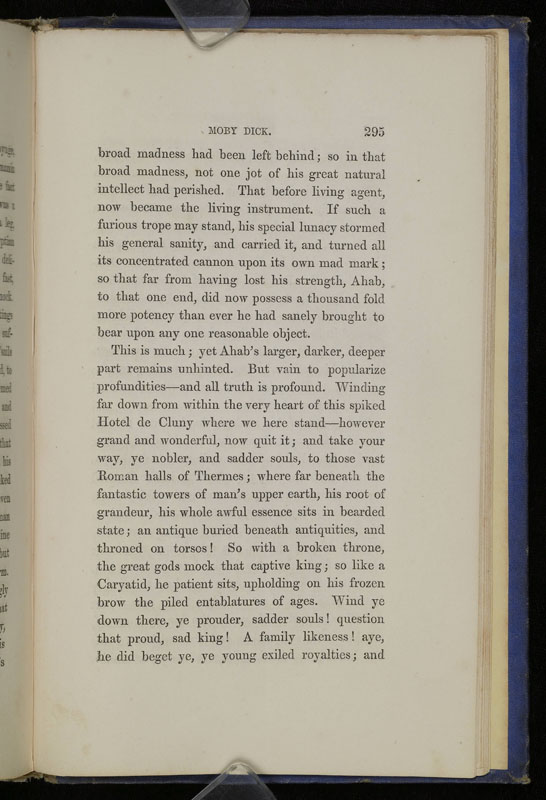 MOBY DICK. 295
broad madness had been left behind; so in that
broad madness, not one jot of his great natural
intellect had perished. That before living agent,
now became the living instrument. If such a
furious trope may stand, his special lunacy stormed
his general sanity, and carried it, and turned all
its concentrated cannon upon its own mad mark;
so that far from having lost his strength, Ahab,
to that one end, did now possess a thousand fold
more potency than ever he had sanely brought to
bear upon any one reasonable object.
This is much; yet Ahab's larger, darker, deeper
part remains unhinted. But vain to popularize
profundities—and all truth is profound. Winding
far down from within the very heart of this spiked
Hotel de Cluny where we here stand—however
grand and wonderful, now quit it; and take your
way, ye nobler, and sadder souls, to those vast
Roman halls of Thermes; where far beneath the
fantastic towers of man's upper earth, his root of
grandeur, his whole awful essence sits in bearded
state; an antique buried beneath antiquities, and
throned on torsos! So with a broken throne,
the great gods mock that captive king; so like a
Caryatid, he patient sits, upholding on his frozen
brow the piled entablatures of ages. Wind ye
down there, ye prouder, sadder souls! question
that proud, sad king! A family likeness! aye,
he did beget ye, ye young exiled royalties; and